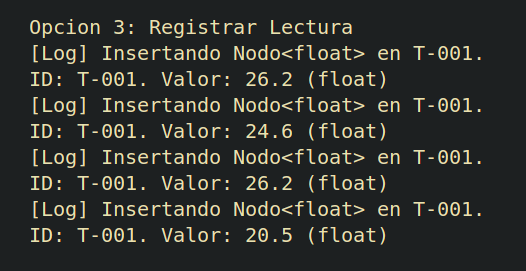 Opcion 3: Registrar Lectura
[Log] Insertando Nodo<float> en T-001.
ID: T-001. Valor: 26.2 (float)
[Log] Insertando Nodo<float> en T-001.
ID: T-001. Valor: 24.6 (float)
[Log] Insertando Nodo<float> en T-001.
ID: T-001. Valor: 26.2 (float)
[Log] Insertando Nodo<float> en T-001.
ID: T-001. Valor: 20.5 (float)